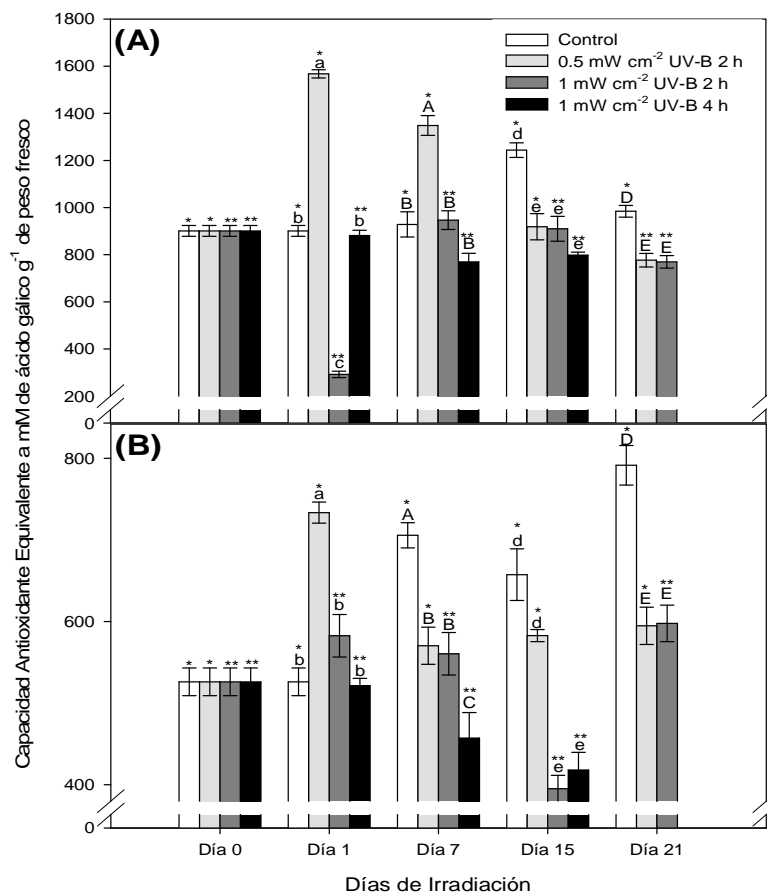 Capacidad Antioxidante Equivalente a mM de ácido gálico g⁻¹ de peso fresco
(A)
Control
0.5 mW cm⁻² UV-B 2 h
1 mW cm⁻² UV-B 2 h
1 mW cm⁻² UV-B 4 h
1800
1600
1400
1200
1000
800
600
400
200
0
* * ** **
* b
* a
** c
** b
* B
* A
** B
** B
* d
* e
** e
** e
* D
** E
** E
(B)
800
600
400
0
* * ** **
* b
* a
** b
** b
* A
* B
** B
** C
* d
* d
** e
** e
* D
* E
** E
Día 0 Día 1 Día 7 Día 15 Día 21
Días de Irradiación